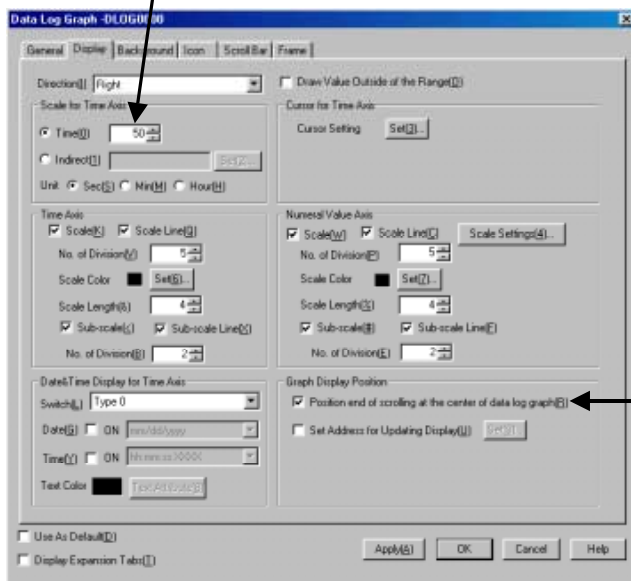 Data Log Graph -DLOG0000
General Display Background Icon Scroll Bar Frame
Direction(J) Right
Draw Value Outside of the Range(D)
Scale for Time Axis
Time(0) 50
Indirect(1)
Unit Sec(S) Min(M) Hour(H)
Cursor for Time Axis
Cursor Setting Set(3)...
Time Axis
Scale(K) Scale Line(Q)
No. of Division(V) 5
Scale Color Set(6)...
Scale Length(8) 4
Sub-scale(<) Sub-scale Line(X)
No. of Division(B) 2
Numeral Value Axis
Scale(W) Scale Line(C) Scale Settings(4)...
No. of Division(P) 5
Scale Color Set(7)...
Scale Length(%) 4
Sub-scale(#) Sub-scale Line(F)
No. of Division(E) 2
Date&Time Display for Time Axis
Switch(L) Type 0
Date(G) ON mm/dd/yyyy
Time(Y) ON hh:mm:ss XXXX
Text Color Text Attribute(9)
Graph Display Position
Position end of scrolling at the center of data log graph(R)
Set Address for Updating Display(U)
Use As Default(D)
Display Expansion Tabs(T)
Apply(A) OK Cancel Help